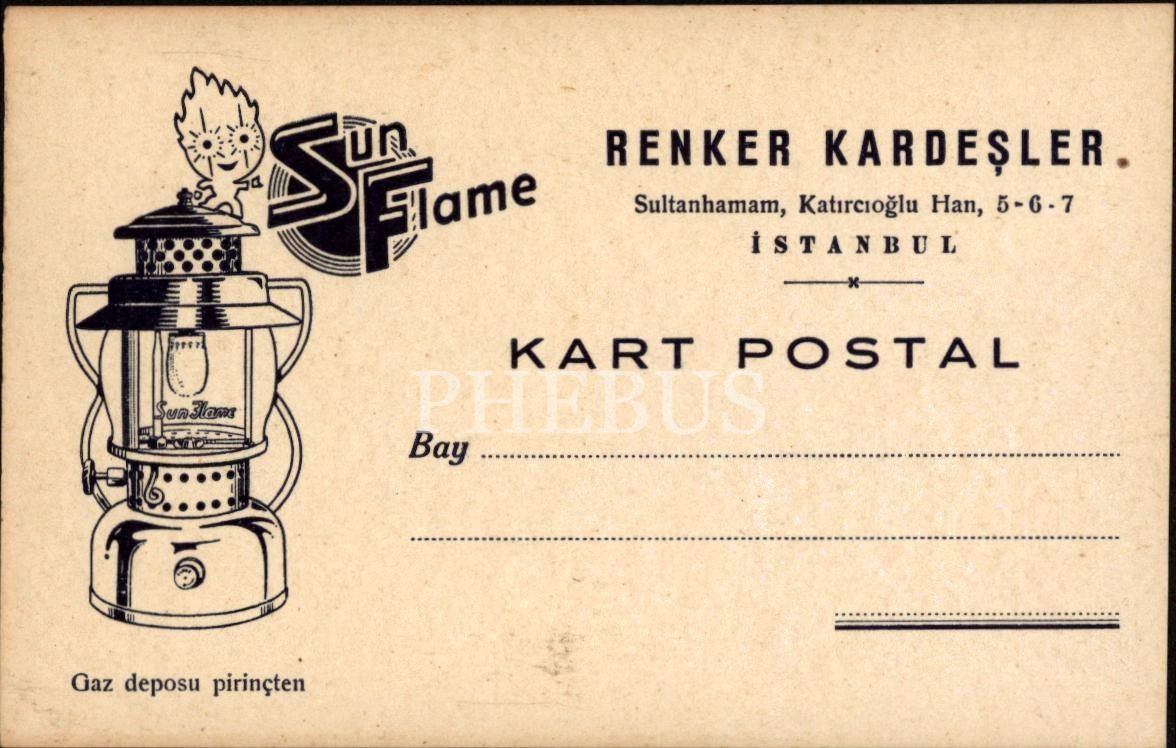 Sun
Flame
RENKER KARDEŞLER
Sultanhamam, Katırcıoğlu Han, 5-6-7
İSTANBUL
KART POSTAL
PHEBUS
Bay
Sun Flame
Gaz deposu pirinçten